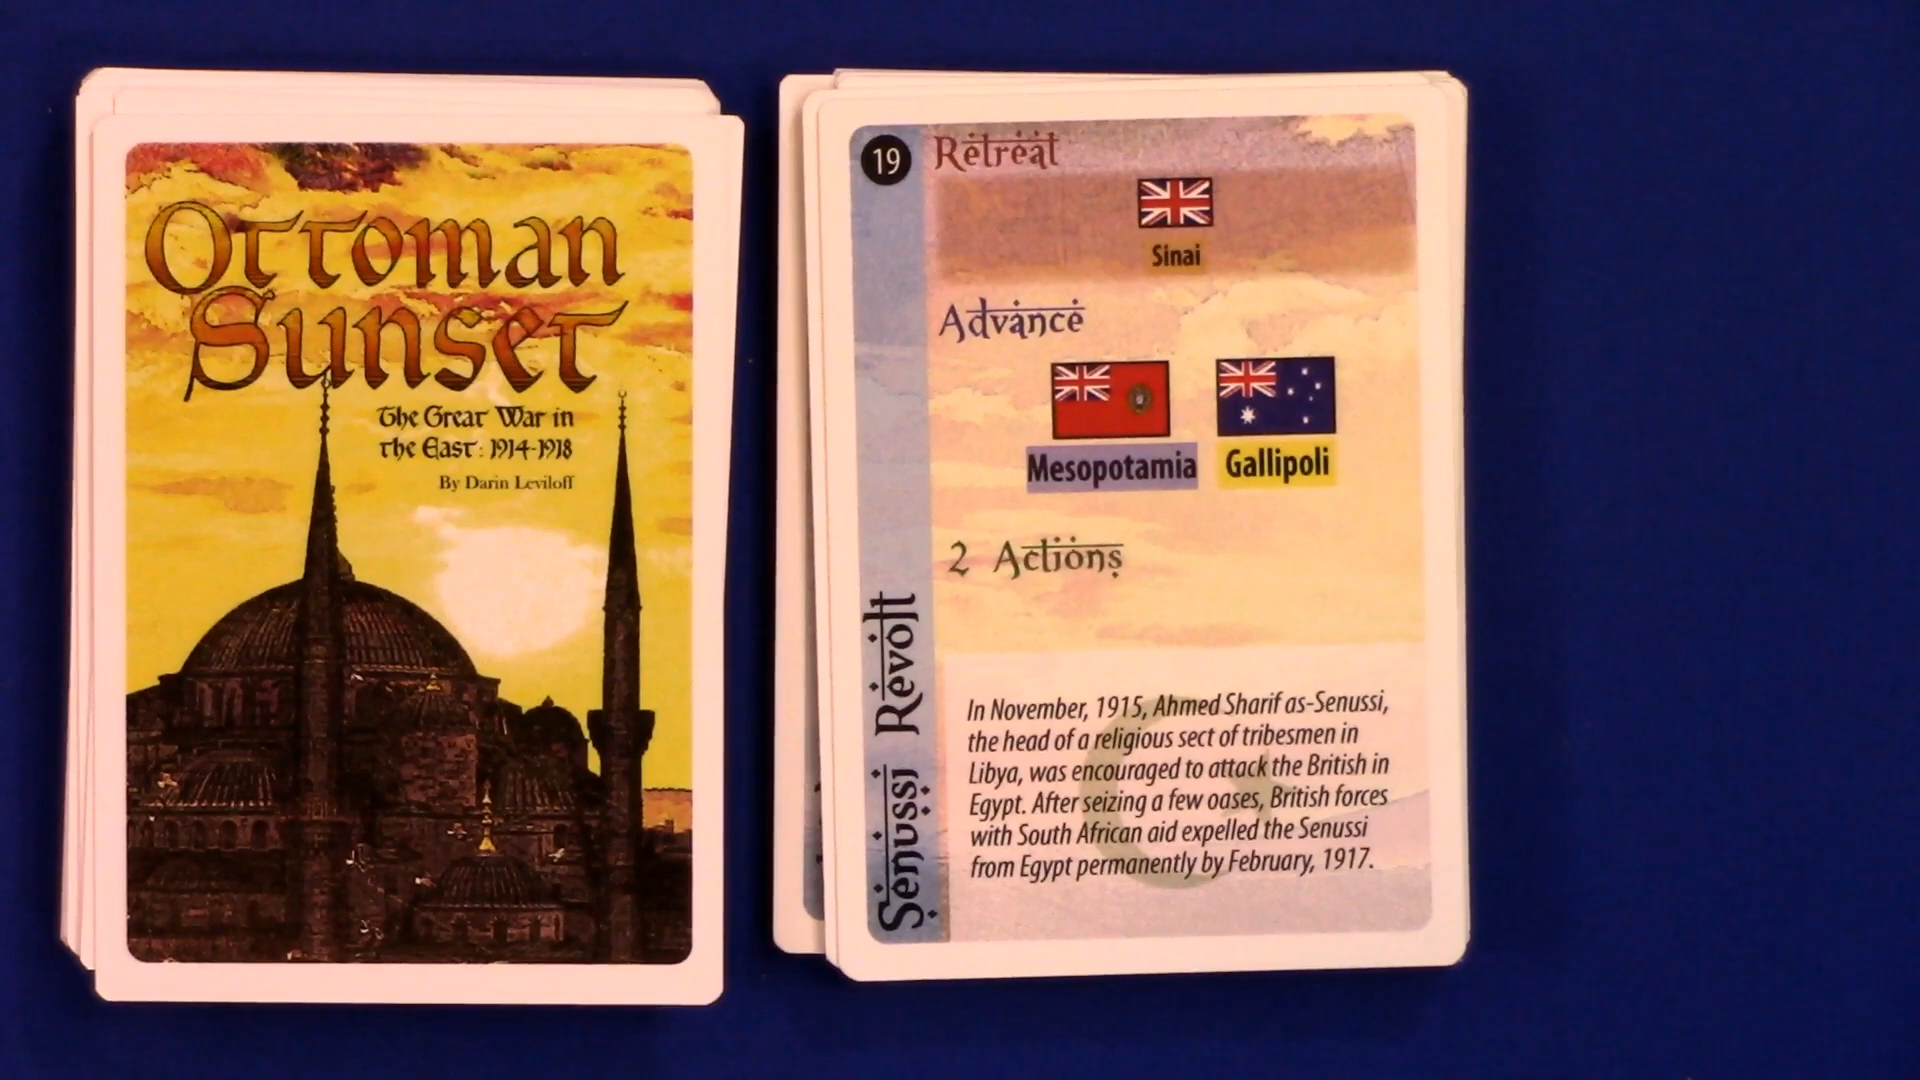 Ottoman
Sunset
The Great War in
the East: 1914-1918
By Darin Leviloff
19
Retreat
Sinai
Advance
Mesopotamia
Gallipoli
2 Actions
Senussi Revolt
In November, 1915, Ahmed Sharif as-Senussi,
the head of a religious sect of tribesmen in
Libya, was encouraged to attack the British in
Egypt. After seizing a few oases, British forces
with South African aid expelled the Senussi
from Egypt permanently by February, 1917.